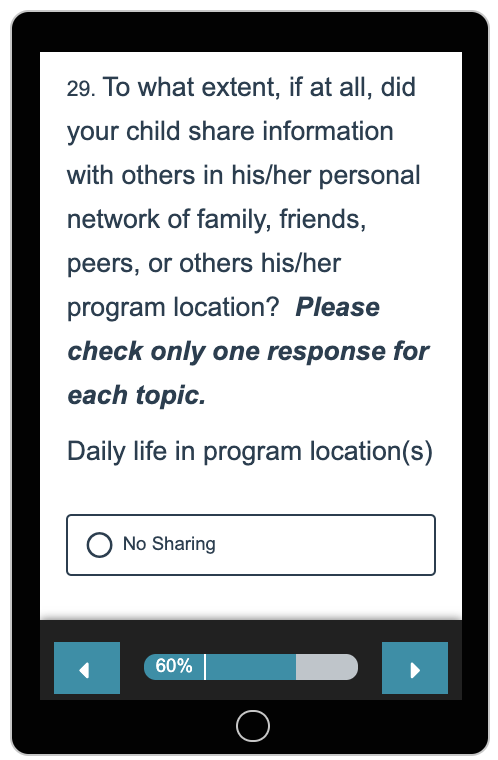 29. To what extent, if at all, did
your child share information
with others in his/her personal
network of family, friends,
peers, or others his/her
program location? Please
check only one response for
each topic.
Daily life in program location(s)
No Sharing
60%